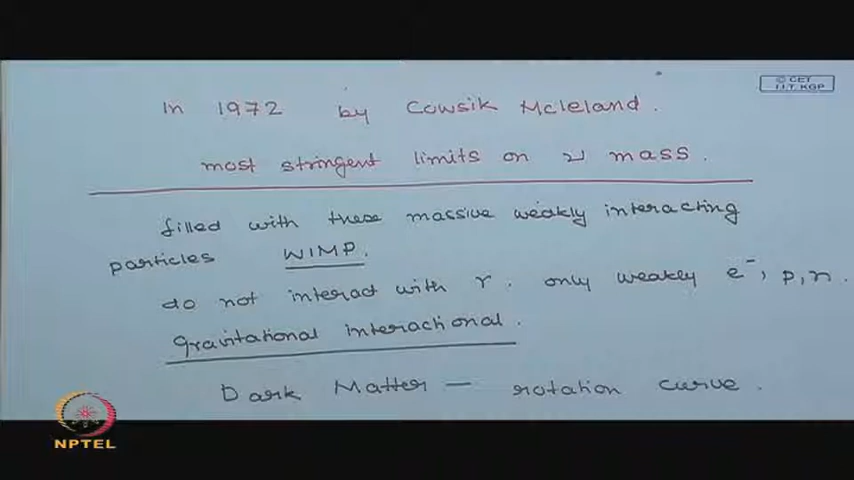 © CET
I.I.T. KGP
In 1972 by Cowsik Mcleland.
most stringent limits on ν mass.
filled with these massive weakly interacting
particles WIMP.
do not interact with γ. only weakly e⁻, p, n.
gravitational interactional.
Dark Matter — rotation curve.
NPTEL